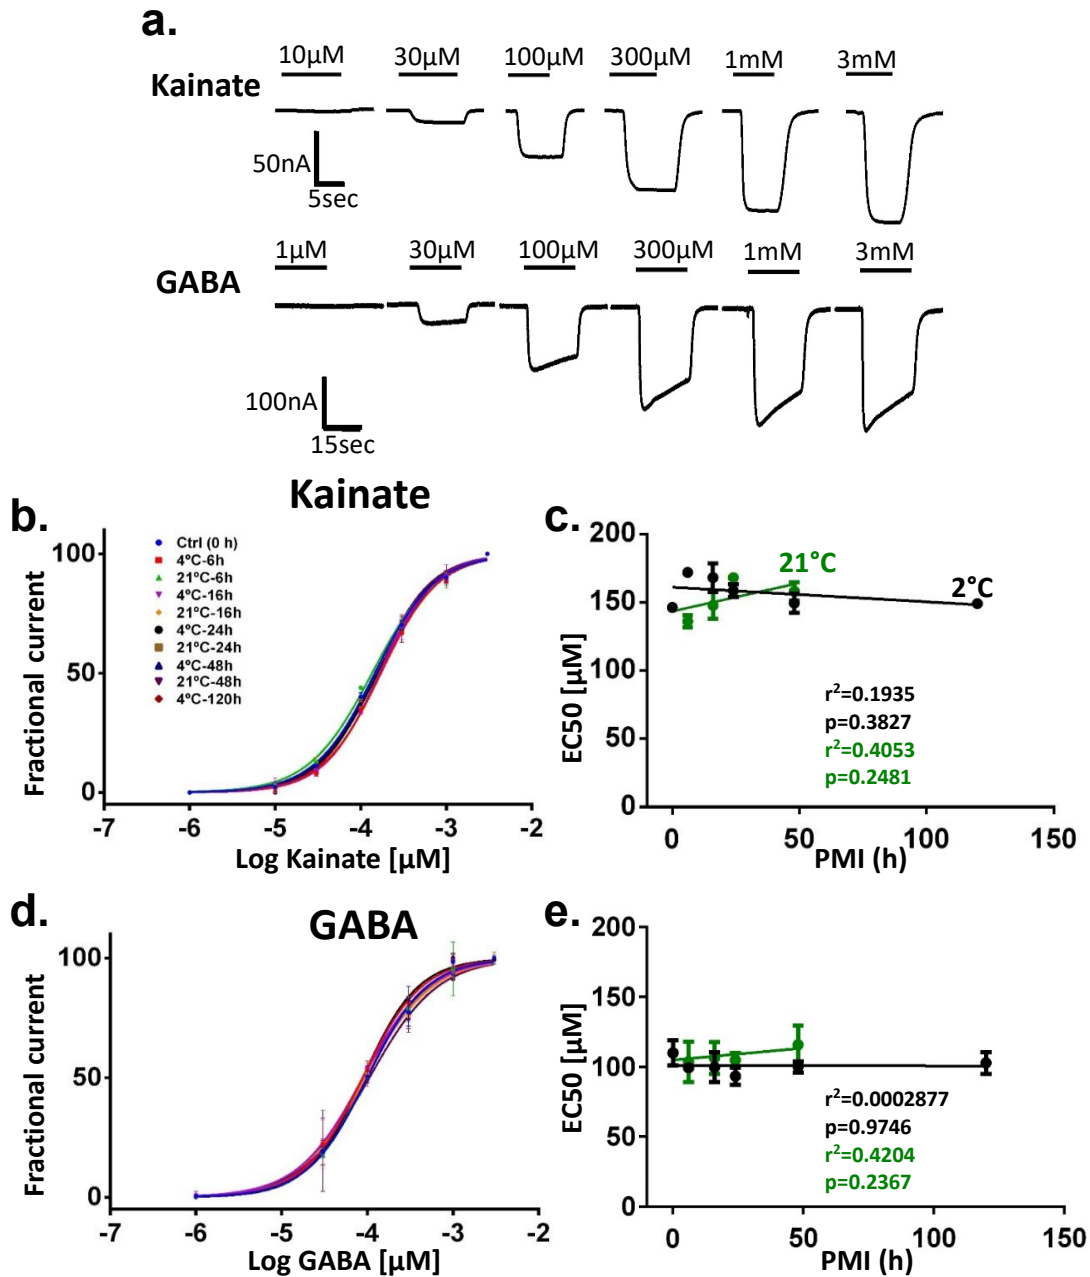 a.
10µM 30µM 100µM 300µM 1mM 3mM
Kainate
50nA
5sec
1µM 30µM 100µM 300µM 1mM 3mM
GABA
100nA
15sec
Kainate
b.
100
50
0
Fractional current
Ctrl (0 h)
4ºC-6h
21ºC-6h
4ºC-16h
21ºC-16h
4ºC-24h
21ºC-24h
4ºC-48h
21ºC-48h
4ºC-120h
-7 -6 -5 -4 -3 -2
Log Kainate [µM]
c.
200
150
100
50
0
EC50 [µM]
21°C
2°C
r²=0.1935
p=0.3827
r²=0.4053
p=0.2481
0 50 100 150
PMI (h)
d.
GABA
100
50
0
Fractional current
-7 -6 -5 -4 -3 -2
Log GABA [µM]
e.
200
150
100
50
0
EC50 [µM]
r²=0.0002877
p=0.9746
r²=0.4204
p=0.2367
0 50 100 150
PMI (h)